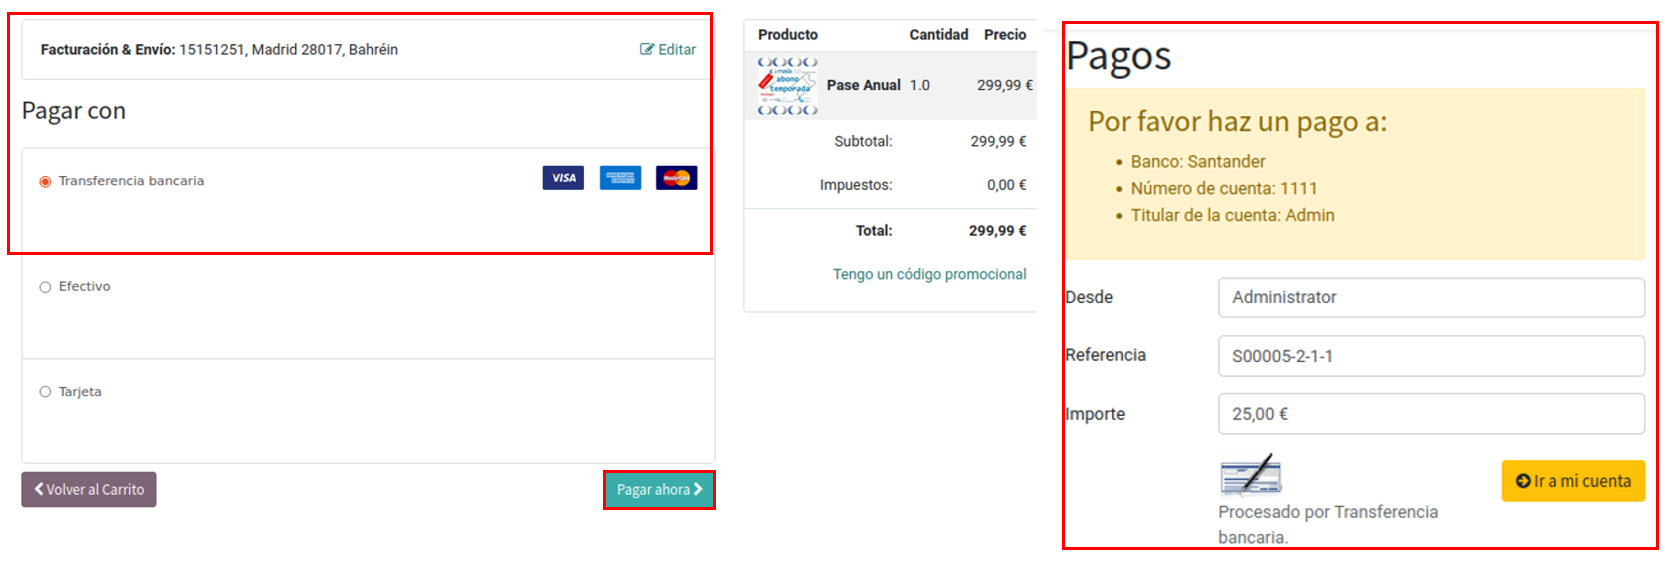 Facturación & Envío: 15151251, Madrid 28017, Bahréin
Editar
Pagar con
Transferencia bancaria
VISA
MasterCard
Efectivo
Tarjeta
Volver al Carrito
Pagar ahora
Producto Cantidad Precio
abono
temporada
Pase Anual 1.0 299,99 €
Subtotal: 299,99 €
Impuestos: 0,00 €
Total: 299,99 €
Tengo un código promocional
Pagos
Por favor haz un pago a:
Banco: Santander
Número de cuenta: 1111
Titular de la cuenta: Admin
Desde Administrator
Referencia S00005-2-1-1
Importe 25,00 €
Ir a mi cuenta
Procesado por Transferencia
bancaria.